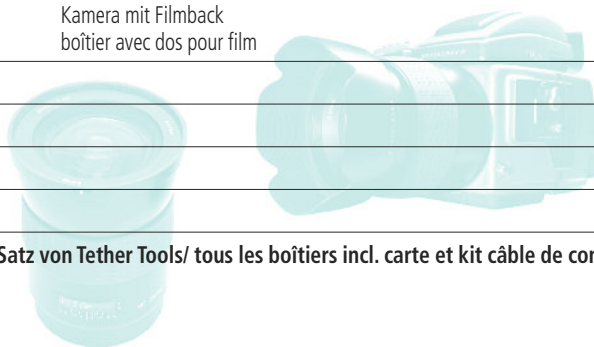 Kamera mit Filmback
boîtier avec dos pour film
Satz von Tether Tools/ tous les boîtiers incl. carte et kit câble de